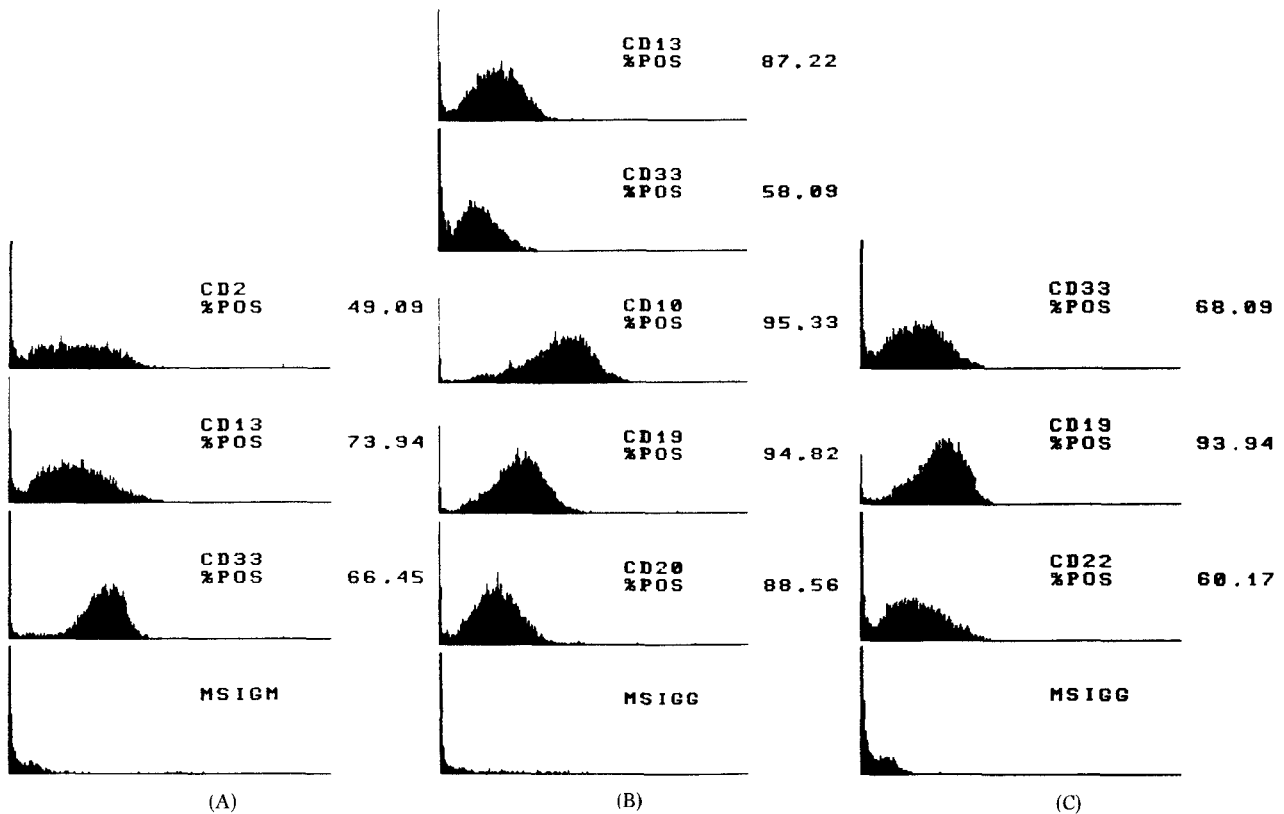 CD13
%POS 87.22
CD33
%POS 58.09
CD2
%POS 49.09
CD13
%POS 73.94
CD33
%POS 66.45
MSIGM
(A)
CD10
%POS 95.33
CD19
%POS 94.82
CD20
%POS 88.56
MSIGG
(B)
CD33
%POS 68.09
CD19
%POS 93.94
CD22
%POS 60.17
MSIGG
(C)